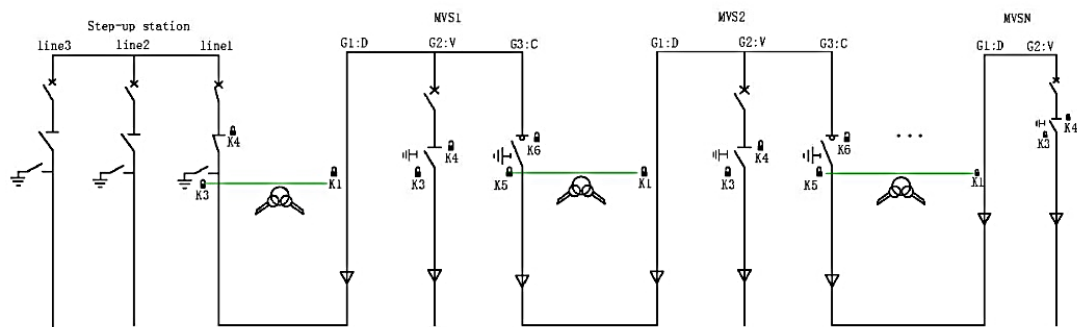 Step-up station
line3 line2 line1
MVS1
G1:D G2:V G3:C
MVS2
G1:D G2:V G3:C
MVSN
G1:D G2:V
K4
K3
K1
K4
K3
K6
K5
K1
K4
K3
K6
K5
...
K1
K4
K3